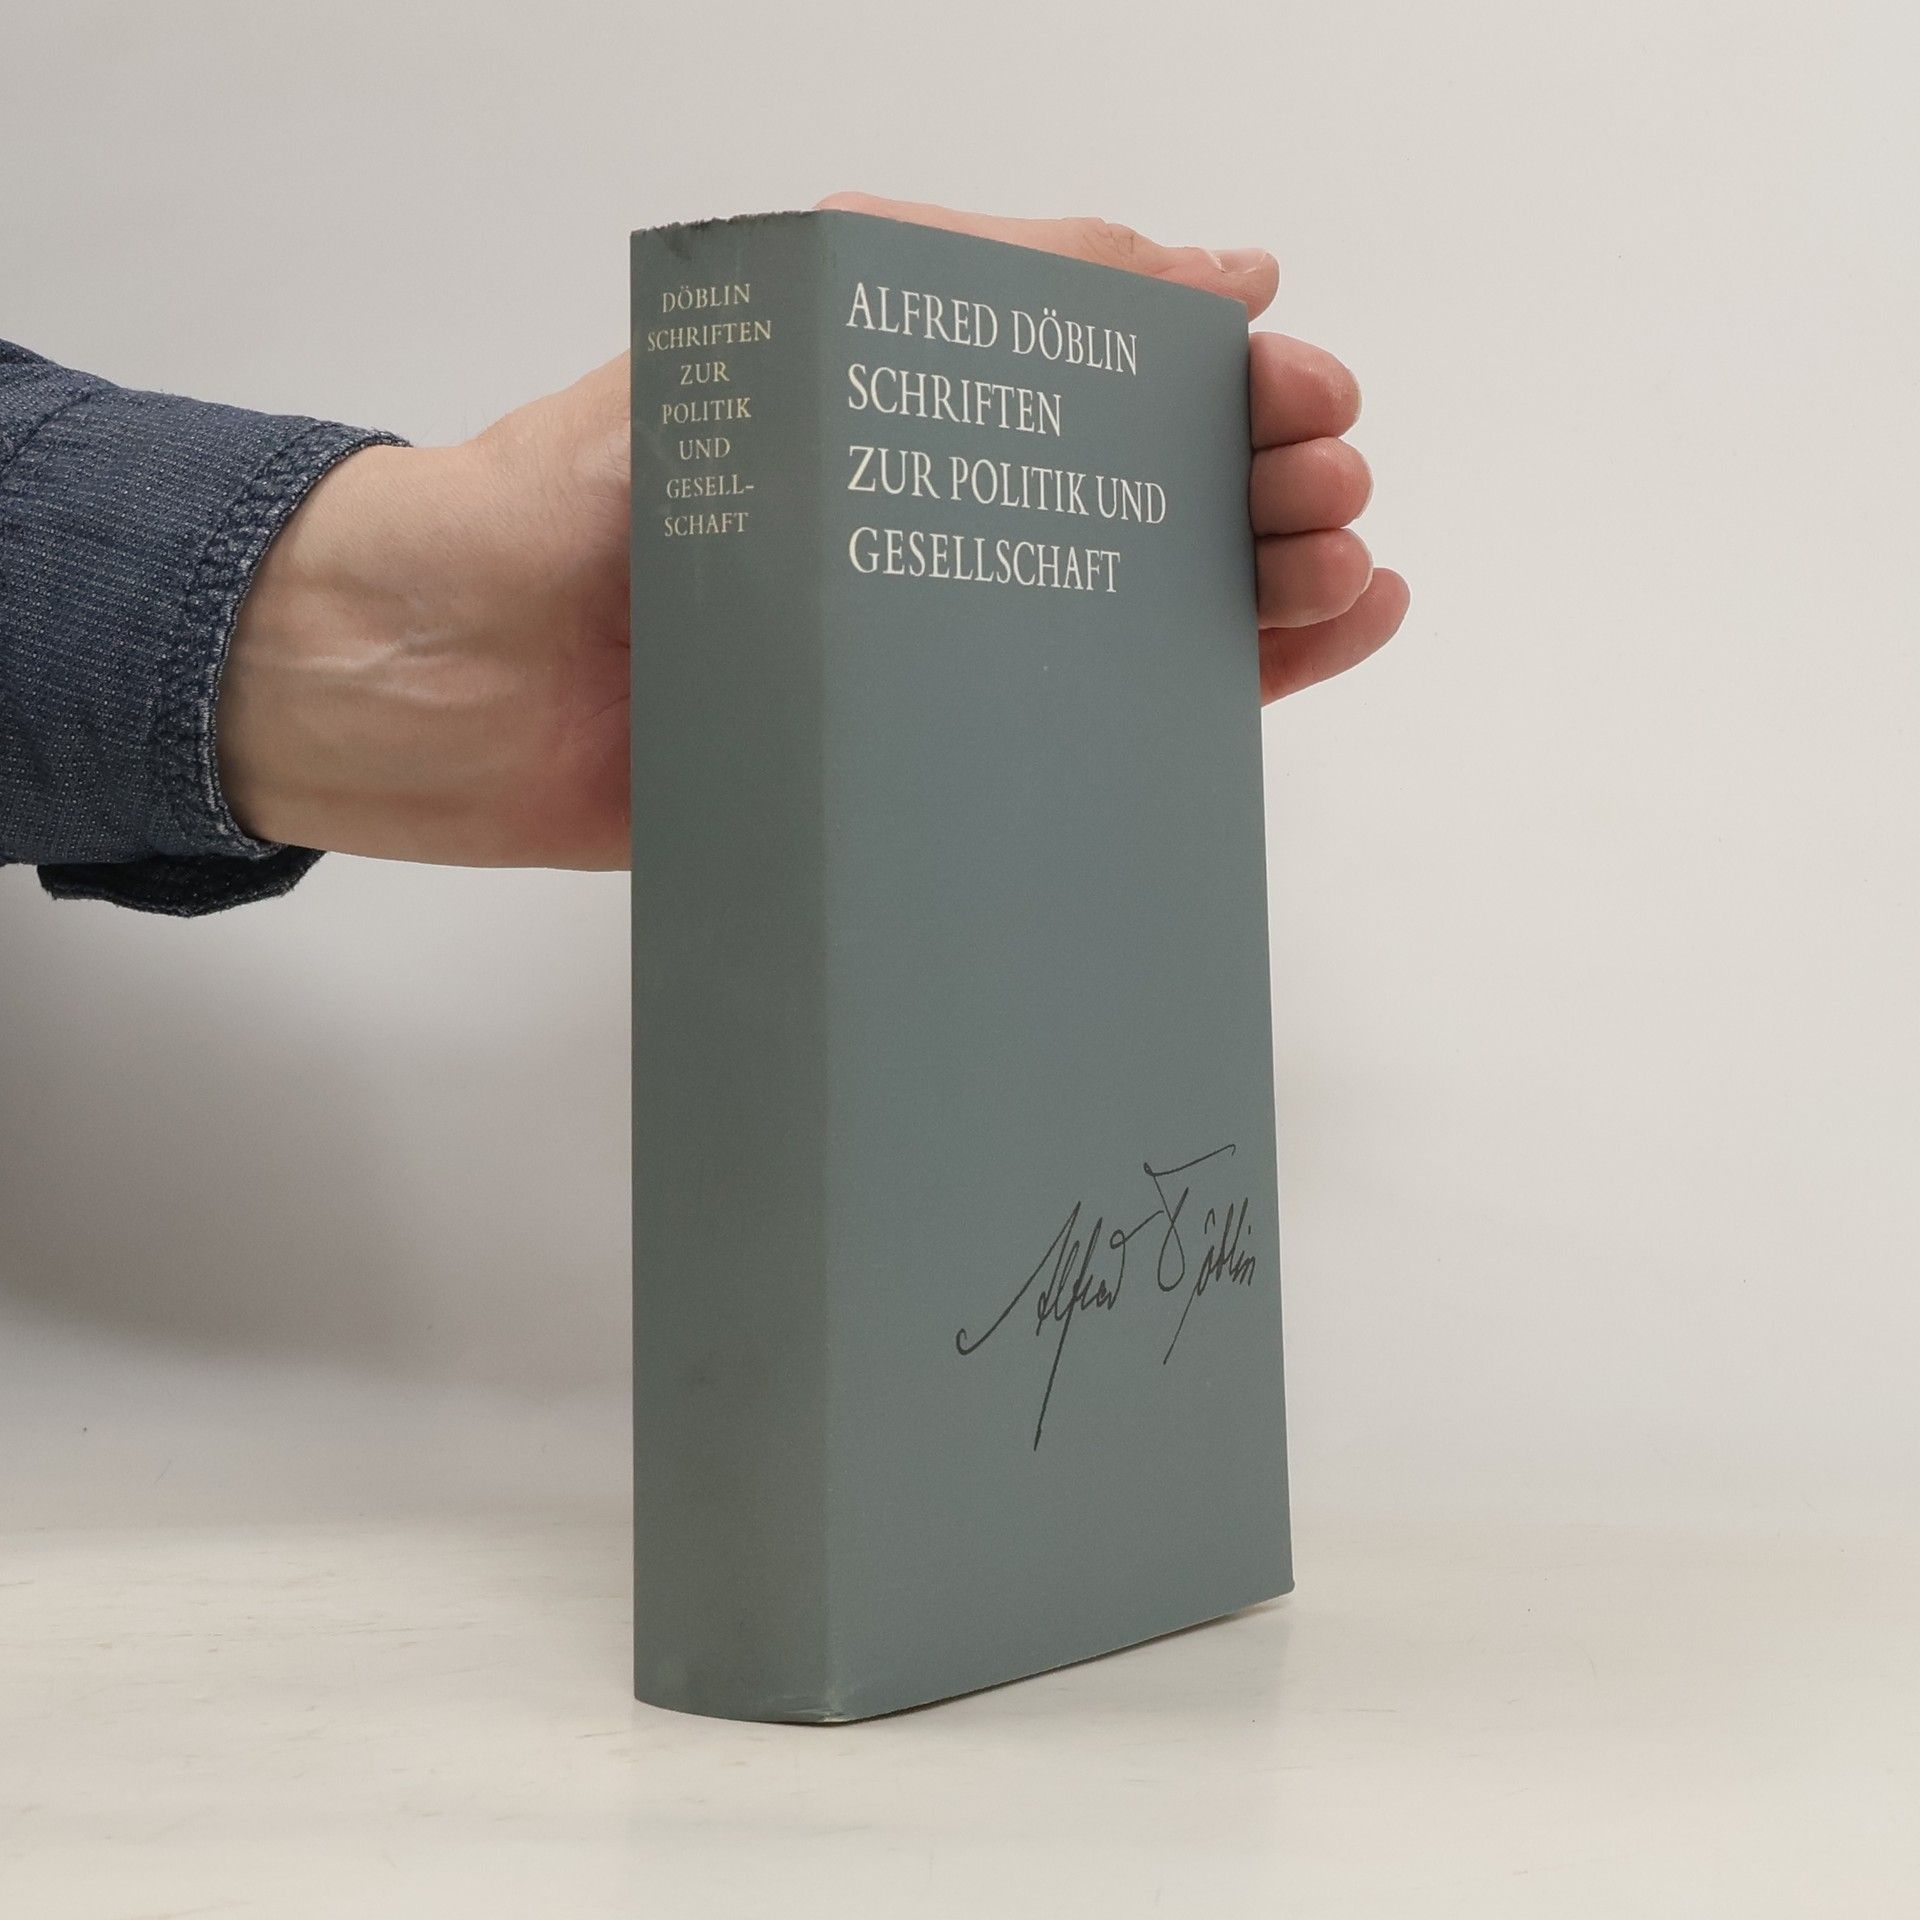 DÖBLIN
SCHRIFTEN
ZUR
POLITIK
UND
GESELL-
SCHAFT
ALFRED DÖBLIN
SCHRIFTEN
ZUR POLITIK UND
GESELLSCHAFT
Alfred Döblin